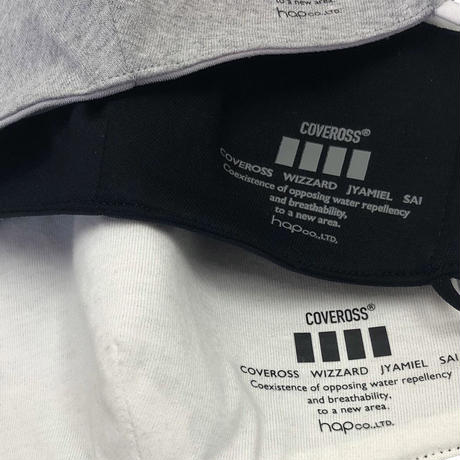 to a new area.
hap co.,LTD.
COVEROSS®
COVEROSS WIZZARD JYAMIEL SAI
Coexistence of opposing water repellency
and breathability,
to a new area.
hap co.,LTD.
COVEROSS®
COVEROSS WIZZARD JYAMIEL SAI
Coexistence of opposing water repellency
and breathability,
to a new area.
hap co.,LTD.